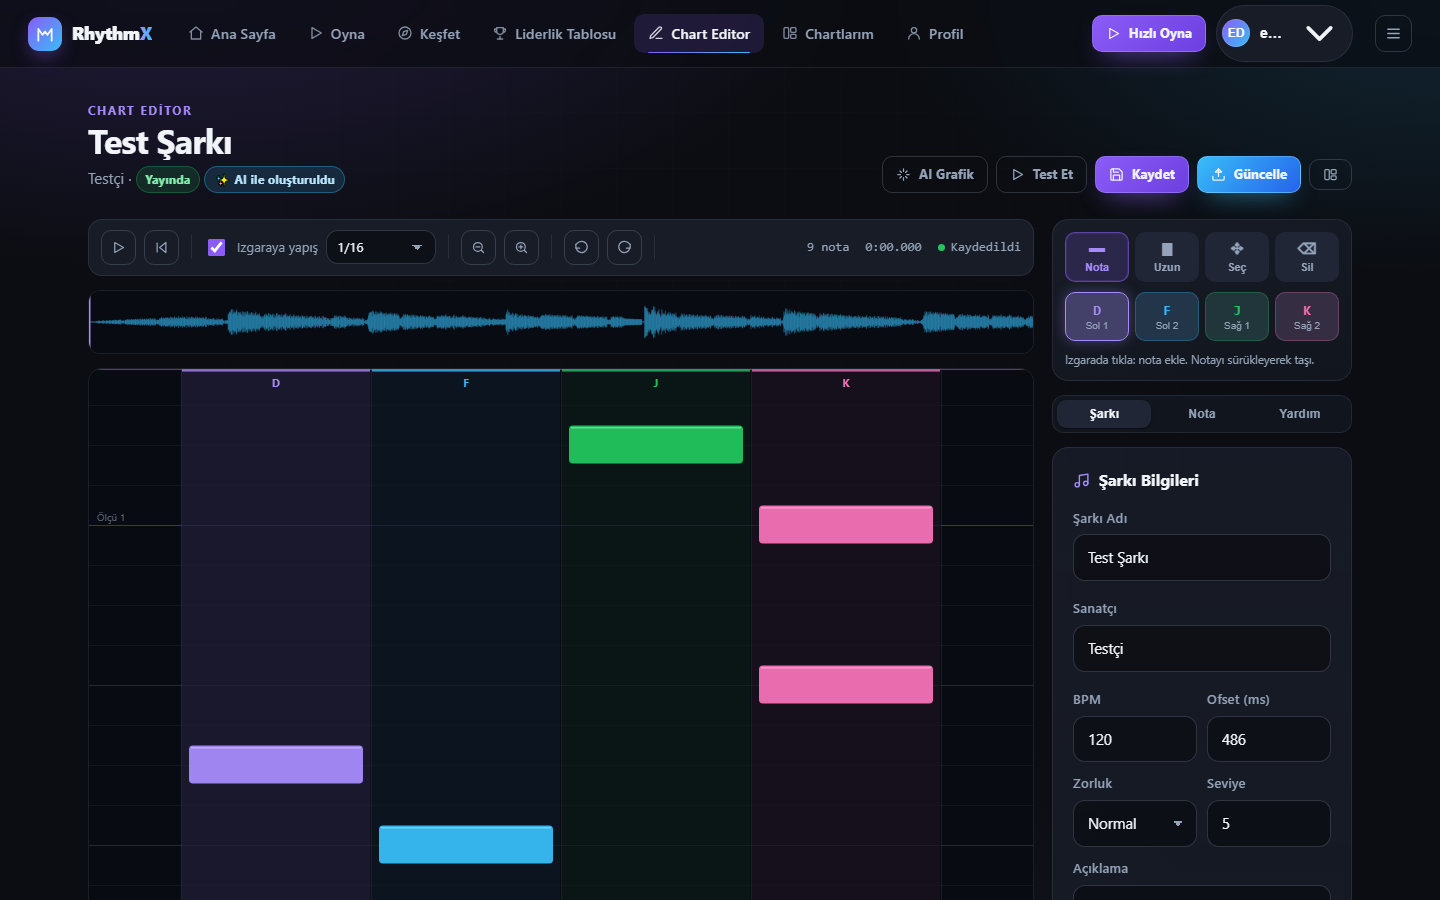 RhythmX
Ana Sayfa
Oyna
Keşfet
Liderlik Tablosu
Chart Editor
Chartlarım
Profil
Hızlı Oyna
ED
e...
CHART EDİTOR
Test Şarkı
Testçi ·
Yayında
✨ AI ile oluşturuldu
AI Grafik
Test Et
Kaydet
Güncelle
Izgaraya yapış
1/16
9 nota
0:00.000
Kaydedildi
Nota
Uzun
Seç
Sil
D
Sol 1
F
Sol 2
J
Sağ 1
K
Sağ 2
Izgarada tıkla: nota ekle. Notayı sürükleyerek taşı.
D
F
J
K
Ölçü 1
Şarkı
Nota
Yardım
Şarkı Bilgileri
Şarkı Adı
Test Şarkı
Sanatçı
Testçi
BPM
Ofset (ms)
120
486
Zorluk
Seviye
Normal
5
Açıklama